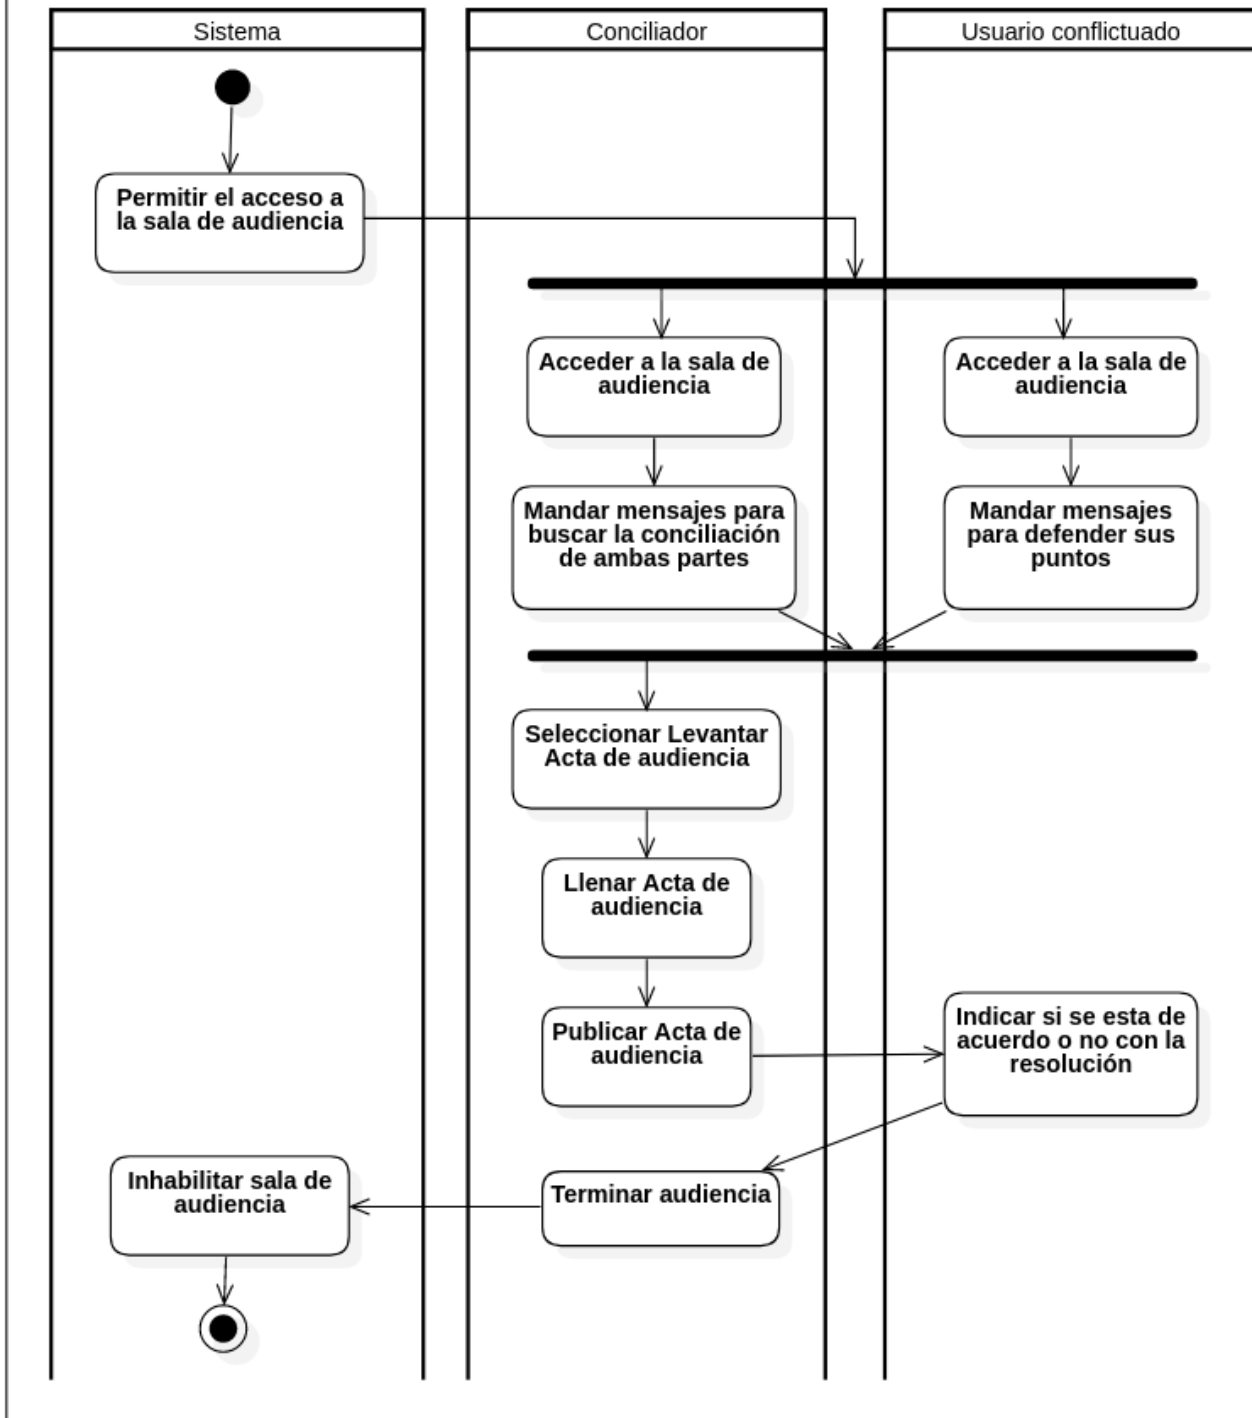 Sistema
Conciliador
Usuario conflictuado
Permitir el acceso a
la sala de audiencia
Acceder a la sala de
audiencia
Acceder a la sala de
audiencia
Mandar mensajes para
buscar la conciliación
de ambas partes
Mandar mensajes
para defender sus
puntos
Seleccionar Levantar
Acta de audiencia
Llenar Acta de
audiencia
Publicar Acta de
audiencia
Indicar si se esta de
acuerdo o no con la
resolución
Terminar audiencia
Inhabilitar sala de
audiencia